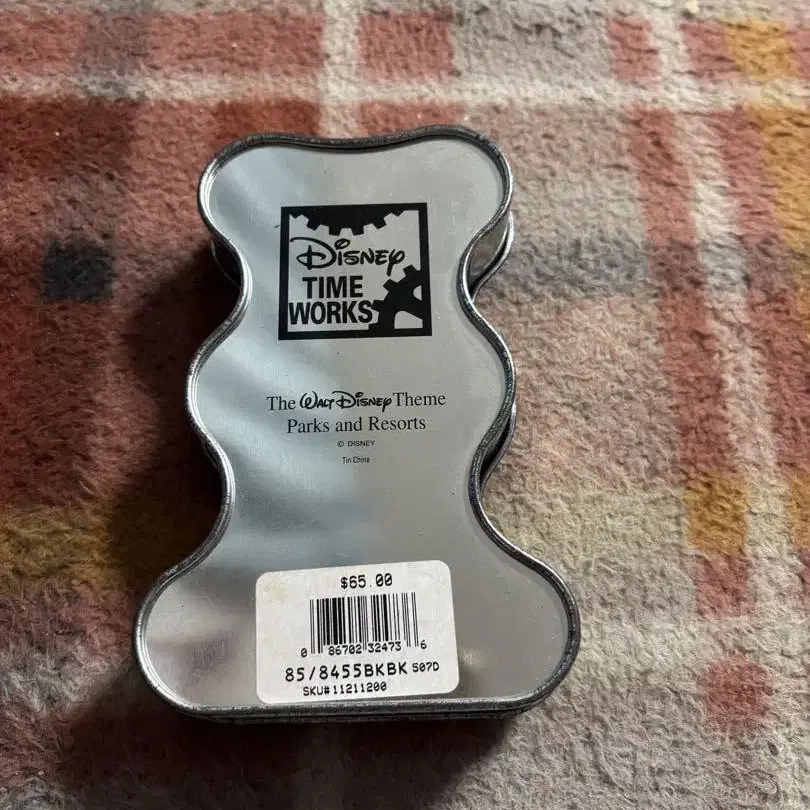 Disney
TIME
WORKS
The Walt Disney Theme
Parks and Resorts
© DISNEY
Tin China
$65.00
0 86702 32473 6
85/8455BKBK 507D
SKU#11211200